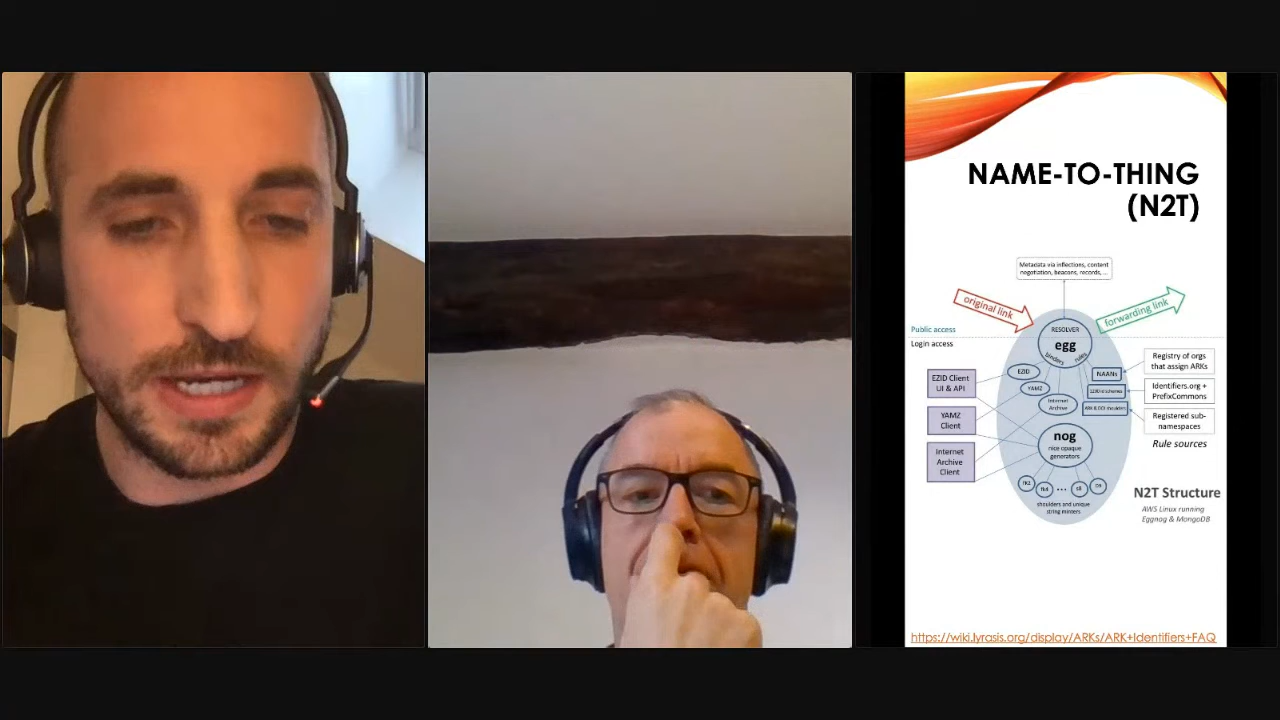 NAME-TO-THING
(N2T)
Metadata via inflections, content
negotiation, beacons, records, ...
original link
forwarding link
Public access
Login access
RESOLVER
egg
binders
rules
EZID
YAMZ
Internet
Archive
NAANs
EZID Client
UI & API
YAMZ
Client
Internet
Archive
Client
Registry of orgs
that assign ARKs
Identifiers.org +
PrefixCommons
Registered sub-
namespaces
Rule sources
nog
nice opaque
generators
fk4
...
shoulders and unique
string minters
N2T Structure
AWS Linux running
Eggnog & MongoDB
https://wiki.lyrasis.org/display/ARKs/ARK+Identifiers+FAQ